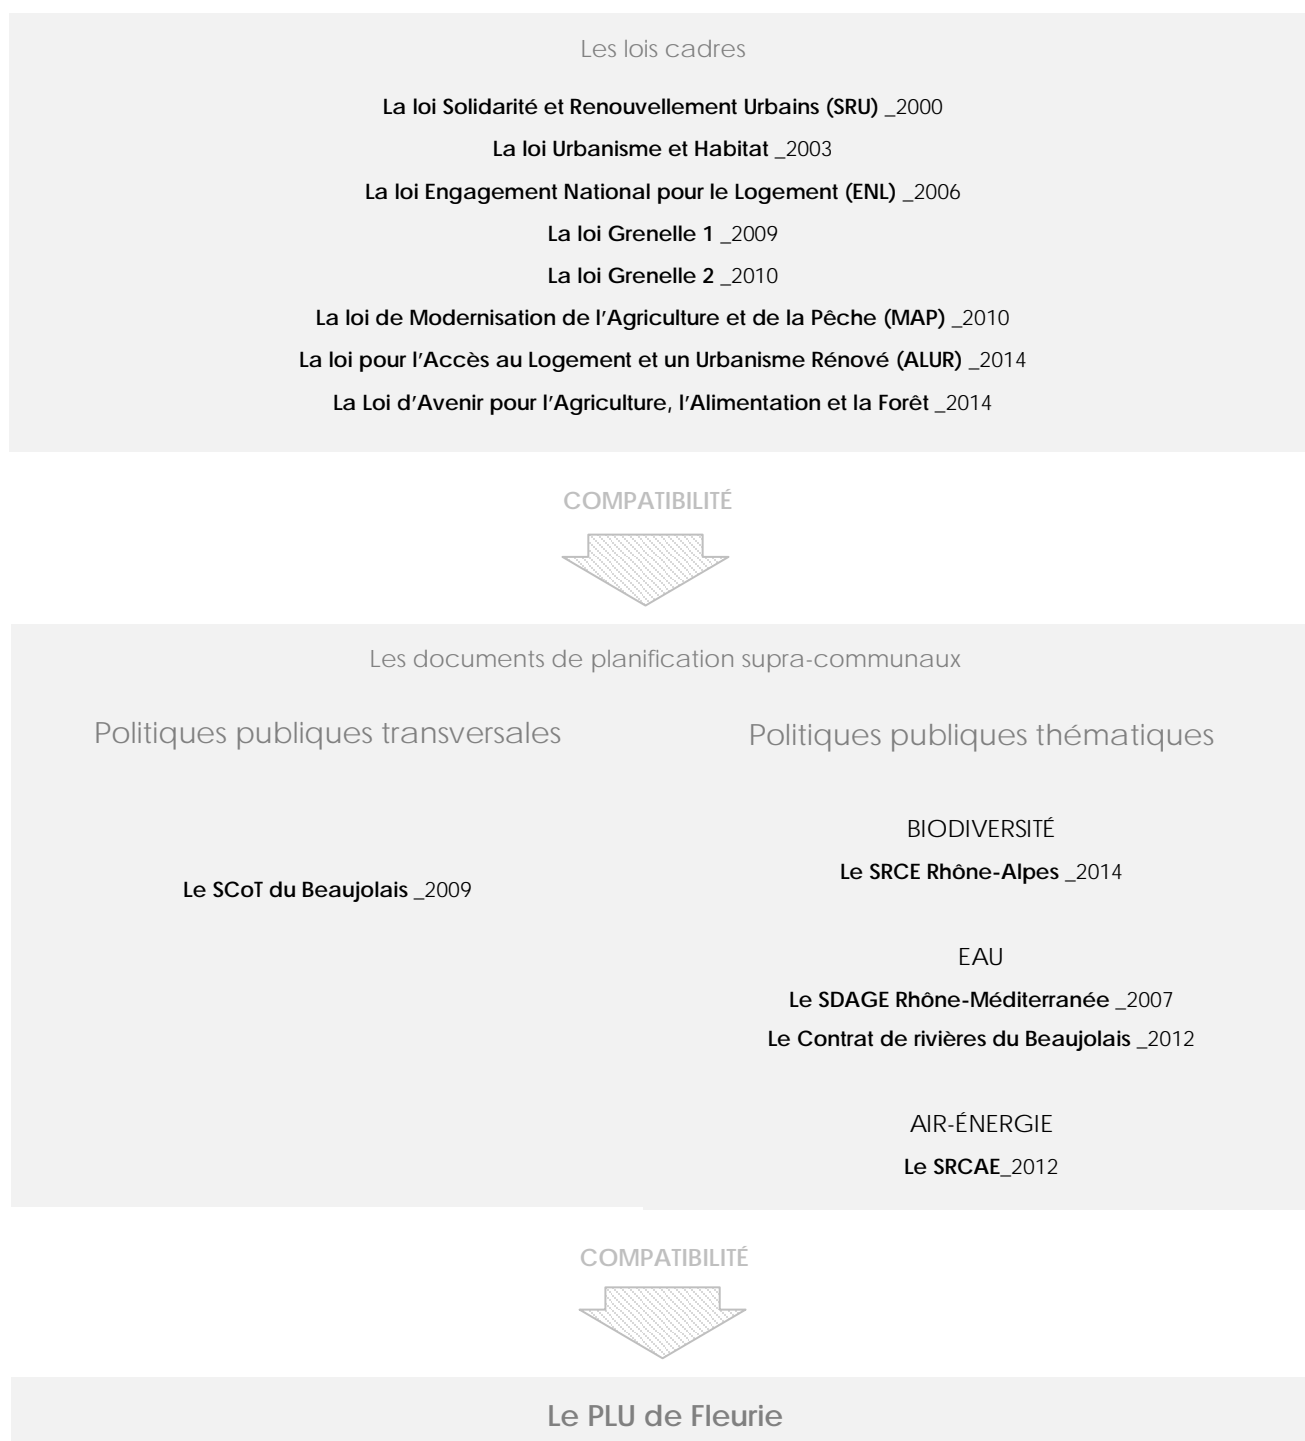 Les lois cadres
La loi Solidarité et Renouvellement Urbains (SRU) _2000
La loi Urbanisme et Habitat _2003
La loi Engagement National pour le Logement (ENL) _2006
La loi Grenelle 1 _2009
La loi Grenelle 2 _2010
La loi de Modernisation de l'Agriculture et de la Pêche (MAP) _2010
La loi pour l'Accès au Logement et un Urbanisme Rénové (ALUR) _2014
La Loi d'Avenir pour l'Agriculture, l'Alimentation et la Forêt _2014
COMPATIBILITÉ
Les documents de planification supra-communaux
Politiques publiques transversales
Le SCoT du Beaujolais _2009
Politiques publiques thématiques
BIODIVERSITÉ
Le SRCE Rhône-Alpes _2014
EAU
Le SDAGE Rhône-Méditerranée _2007
Le Contrat de rivières du Beaujolais _2012
AIR-ÉNERGIE
Le SRCAE_2012
COMPATIBILITÉ
Le PLU de Fleurie